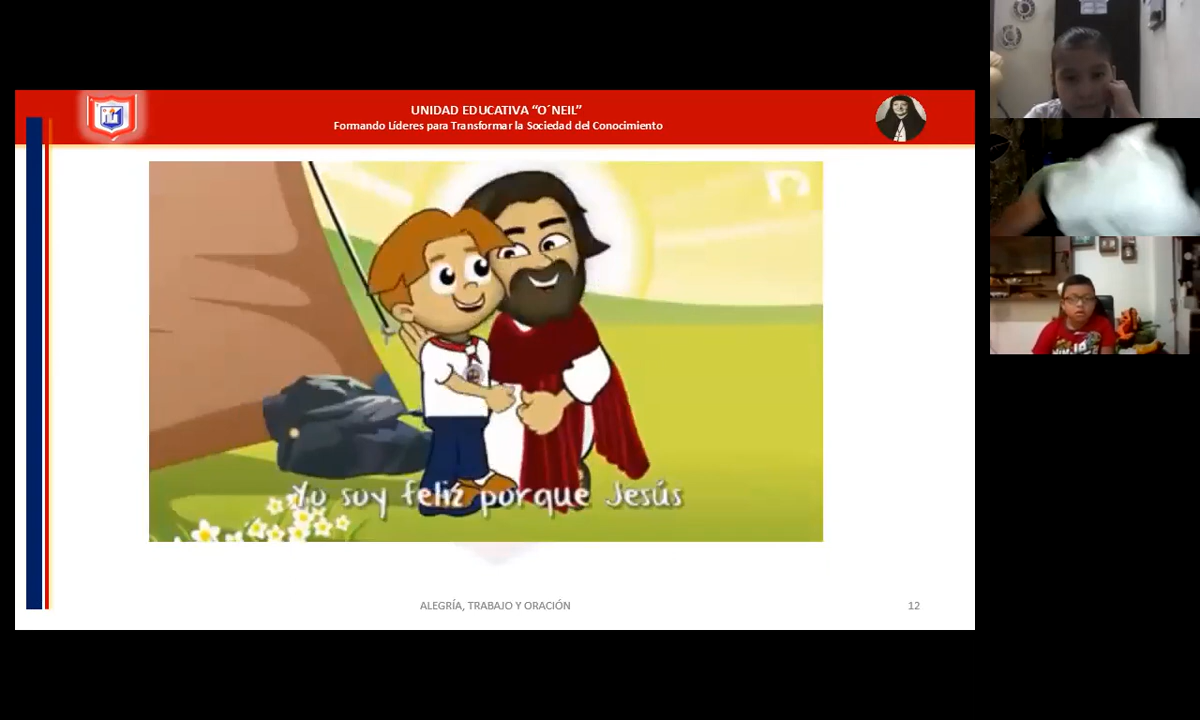 UNIDAD EDUCATIVA “O´NEIL”
Formando Líderes para Transformar la Sociedad del Conocimiento
Yo soy feliz porque Jesús
ALEGRÍA, TRABAJO Y ORACIÓN
12